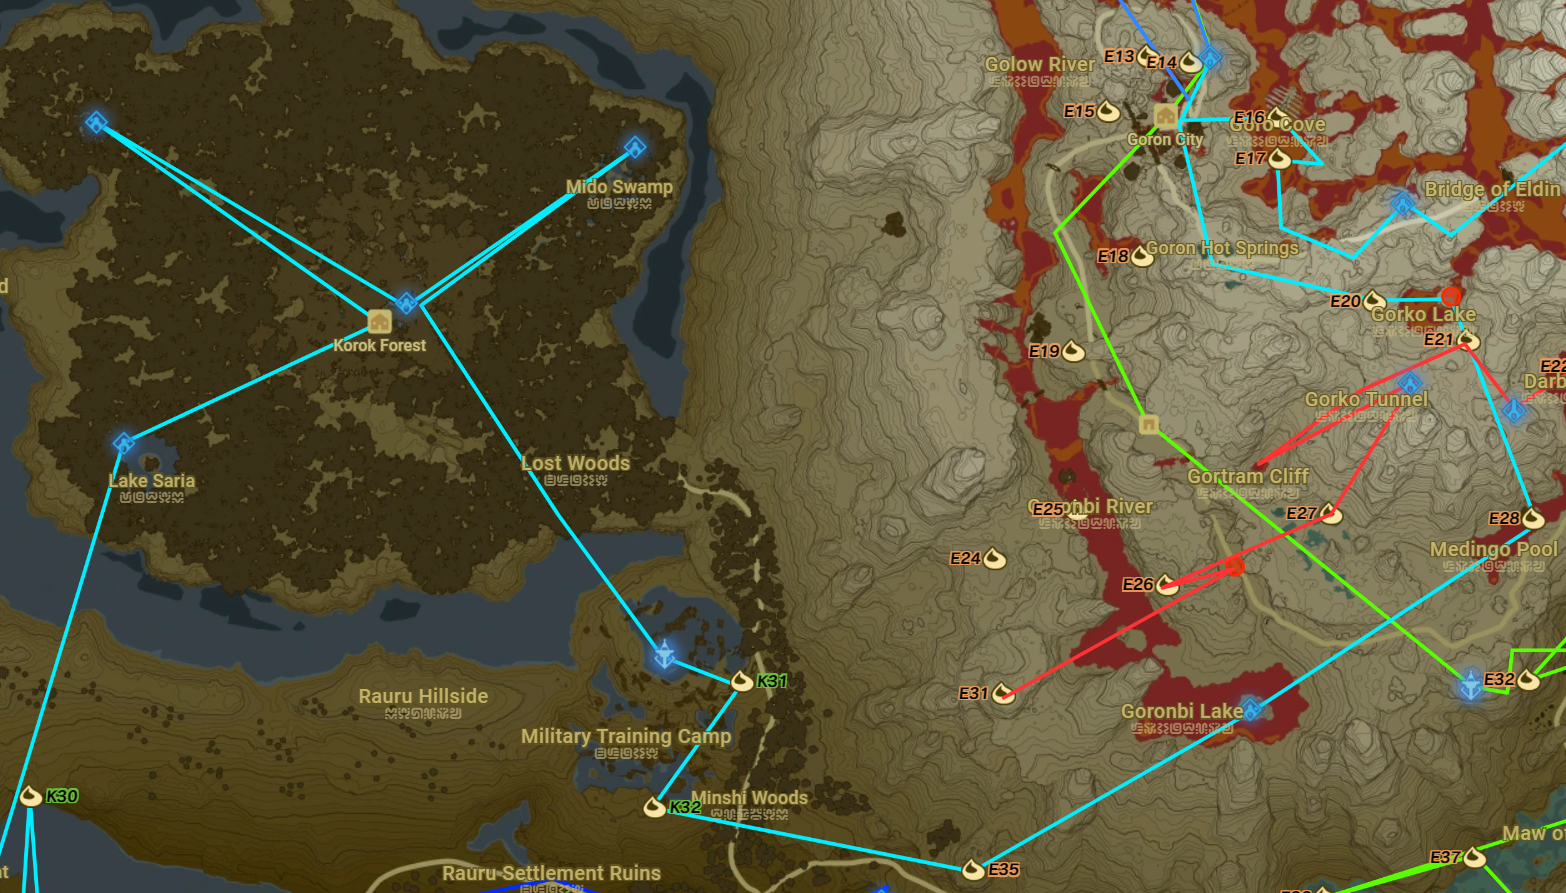 Golow River
E13
E14
E15
Goron City
E16
Goro Cove
E17
Mido Swamp
Bridge of Eldin
E18
Goron Hot Springs
E20
Gorko Lake
Korok Forest
E19
E21
E22
Darb
Gorko Tunnel
Lake Saria
Lost Woods
Gortram Cliff
E25
Goronbi River
E27
E28
Medingo Pool
E24
E26
K31
E32
Rauru Hillside
E31
Goronbi Lake
Military Training Camp
K30
K32
Minshi Woods
Maw o
E37
Rauru Settlement Ruins
E35